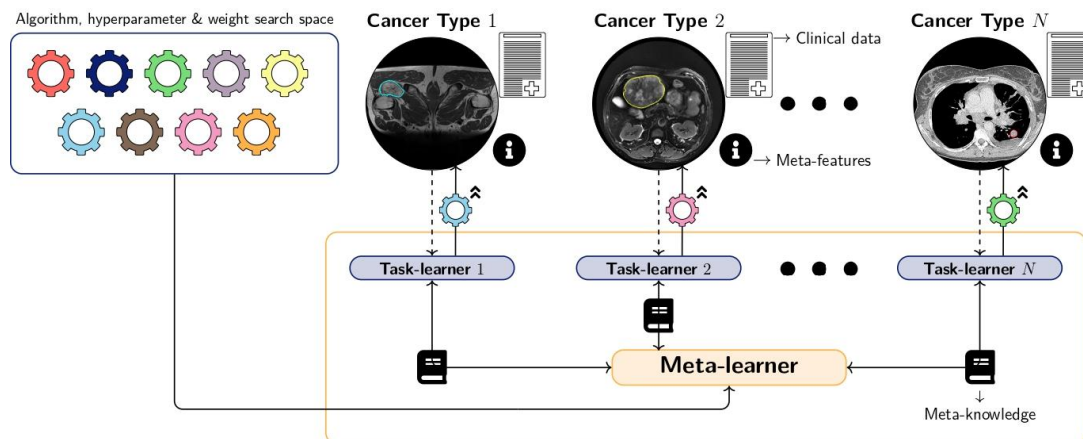 Algorithm, hyperparameter & weight search space
Cancer Type 1
Cancer Type 2
Cancer Type N
→ Clinical data
→ Meta-features
Task-learner 1
Task-learner 2
Task-learner N
Meta-learner
Meta-knowledge